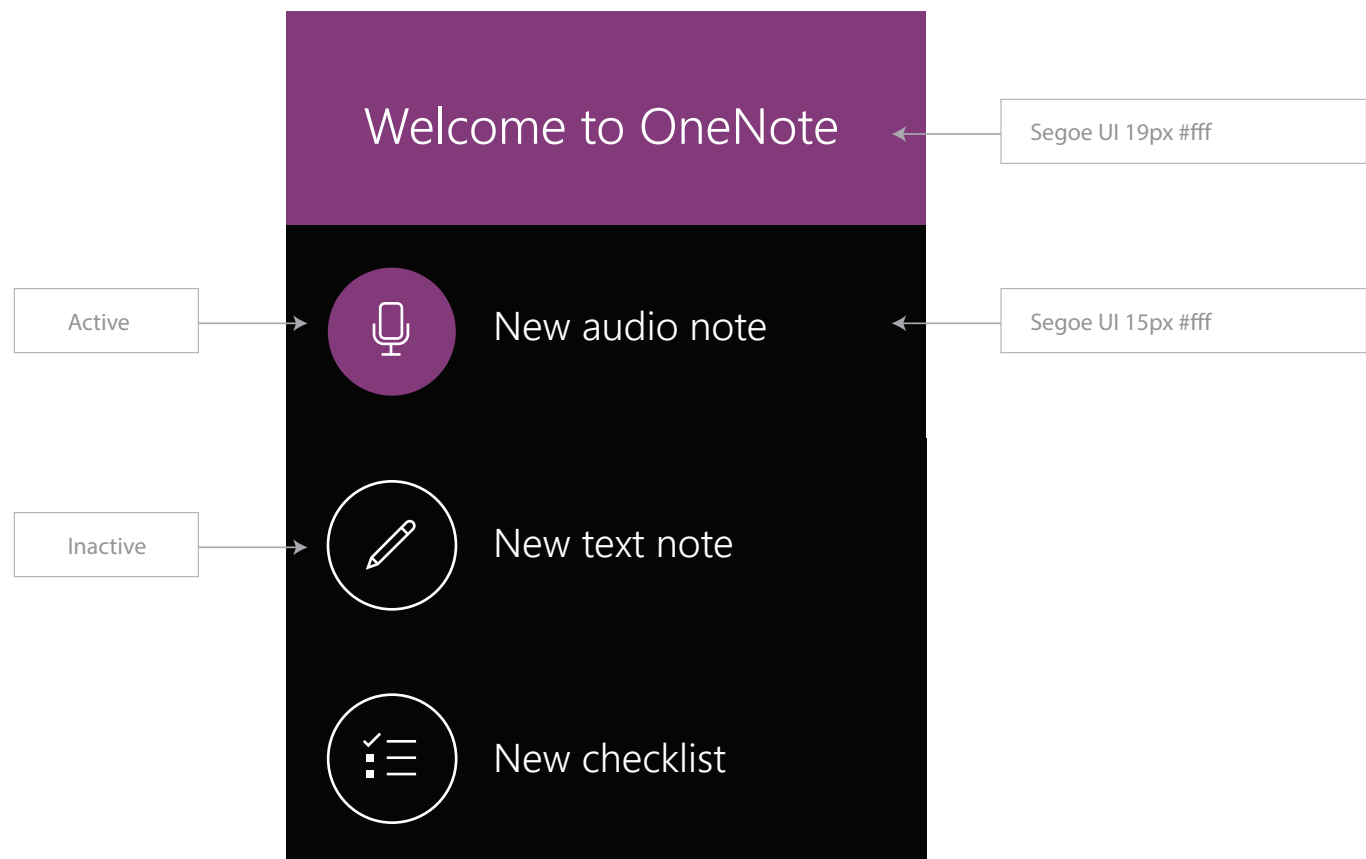 Welcome to OneNote
Segoe UI 19px #fff
Active
New audio note
Segoe UI 15px #fff
Inactive
New text note
New checklist